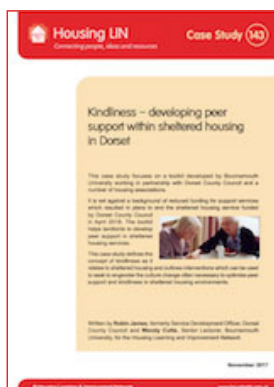 Housing LIN
Case Study 143
Connecting people, ideas and resources
Kindliness – developing peer
support within sheltered housing
in Dorset
This case study focuses on a toolkit developed by Bournemouth
University working in partnership with Dorset County Council and a
number of housing associations.
It is set against a background of reduced funding for support services
which resulted in plans to end the sheltered housing service funded
by Dorset County Council
in April 2016. The toolkit
helps landlords to develop
peer support in sheltered
housing services.
This case study defines the
concept of kindliness as it
relates to sheltered housing and outlines interventions which can be used
to seek to engender the culture change often necessary to optimise peer
support and kindliness in sheltered housing environments.
Written by Robin James, formerly Service Development Officer, Dorset
County Council and Woody Cutts, Senior Lecturer, Bournemouth
University, for the Housing Learning and Improvement Network.
November 2017